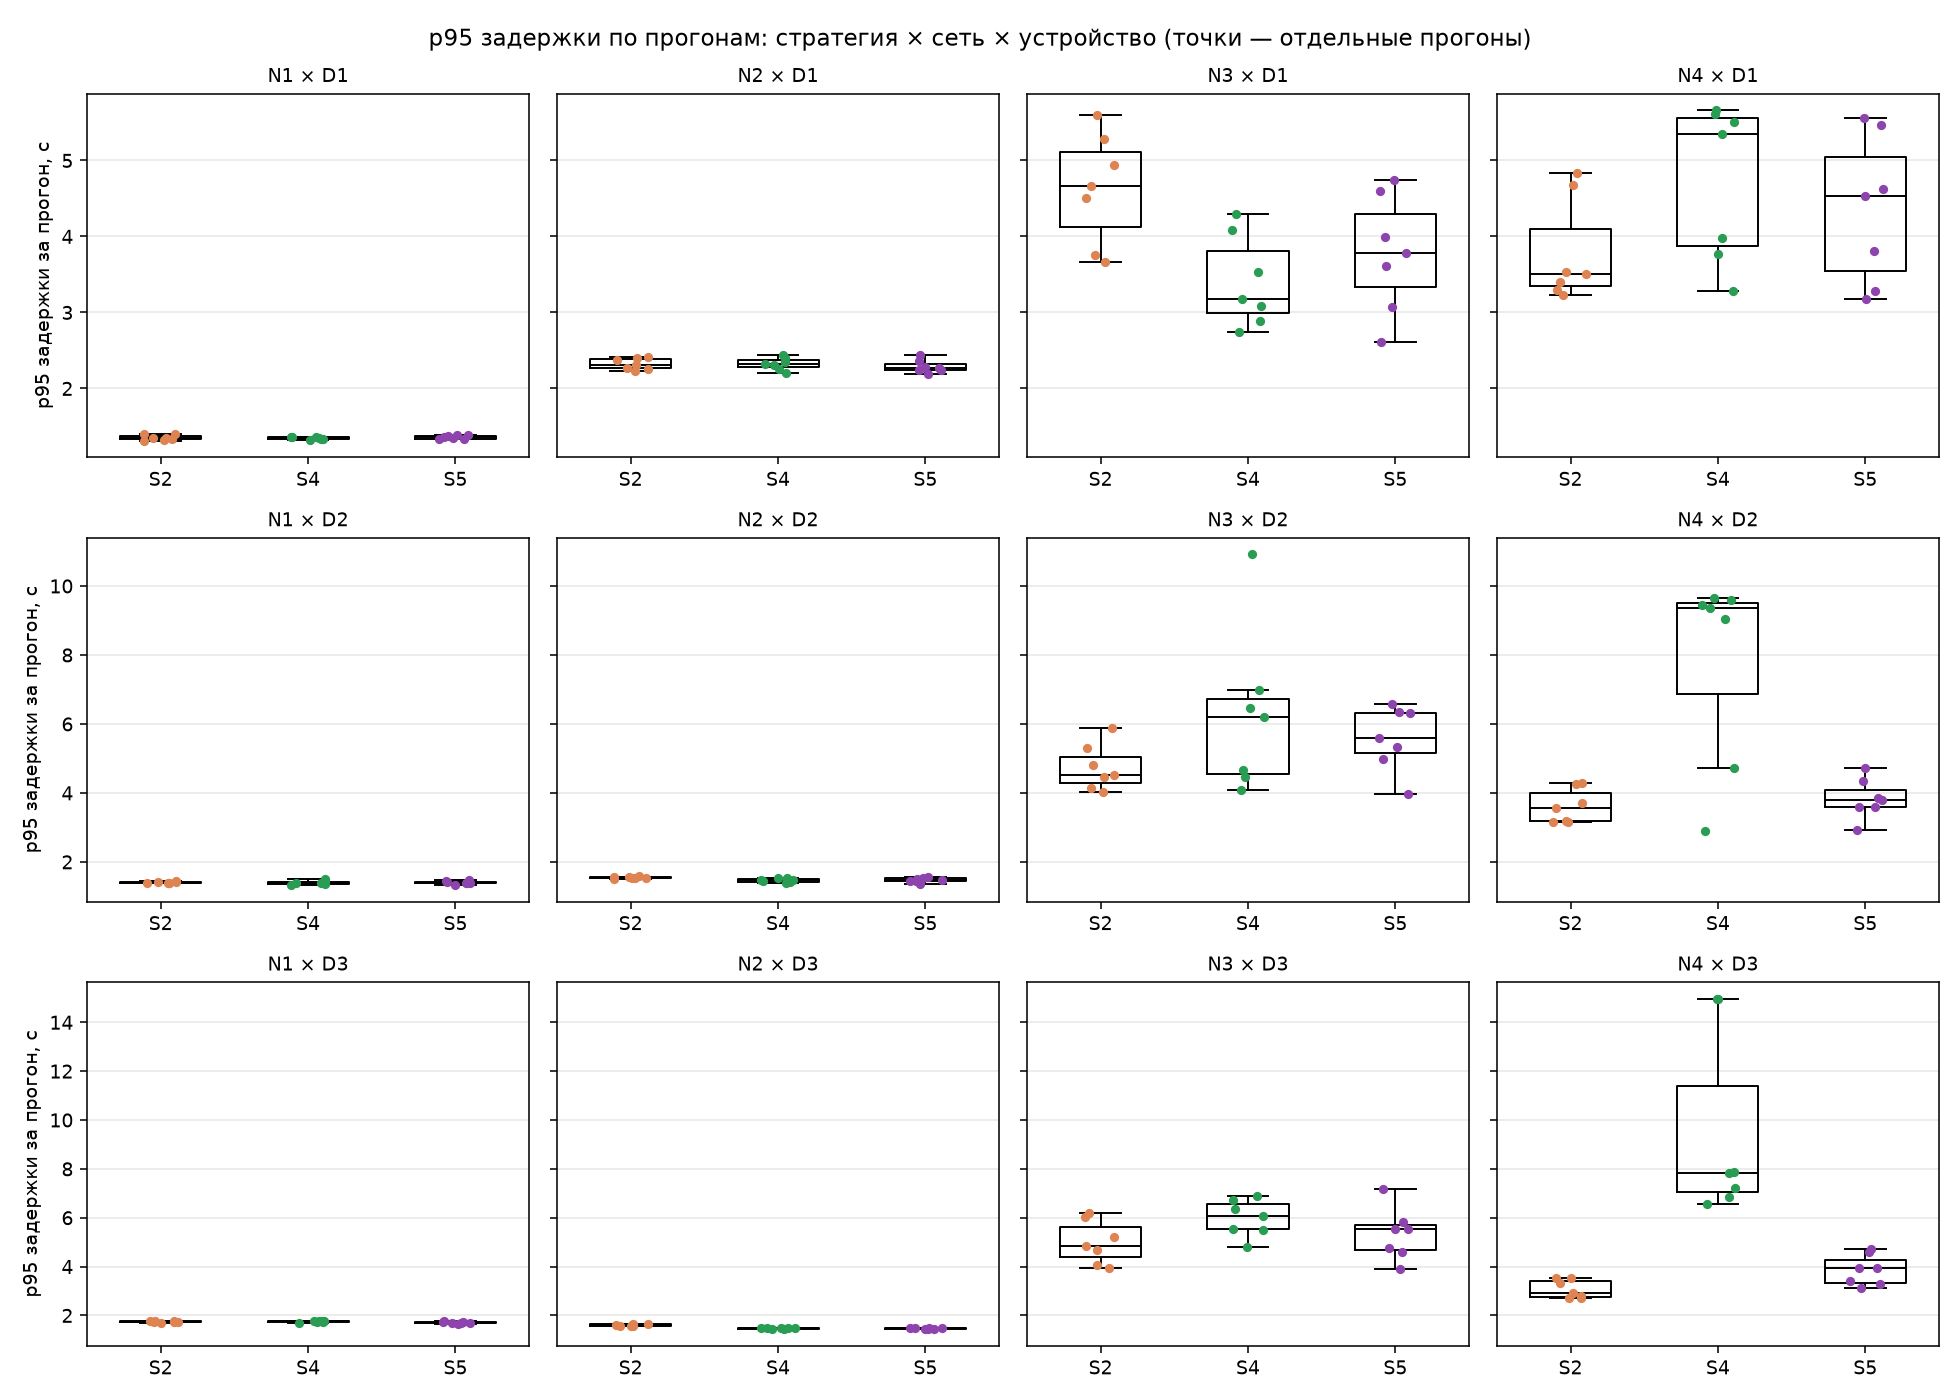 p95 задержки по прогонам: стратегия × сеть × устройство (точки — отдельные прогоны)
N1 × D1
N2 × D1
N3 × D1
N4 × D1
p95 задержки за прогон, с
5
4
3
2
S2 S4 S5
S2 S4 S5
S2 S4 S5
S2 S4 S5
N1 × D2
N2 × D2
N3 × D2
N4 × D2
p95 задержки за прогон, с
10
8
6
4
2
S2 S4 S5
S2 S4 S5
S2 S4 S5
S2 S4 S5
N1 × D3
N2 × D3
N3 × D3
N4 × D3
p95 задержки за прогон, с
14
12
10
8
6
4
2
S2 S4 S5
S2 S4 S5
S2 S4 S5
S2 S4 S5